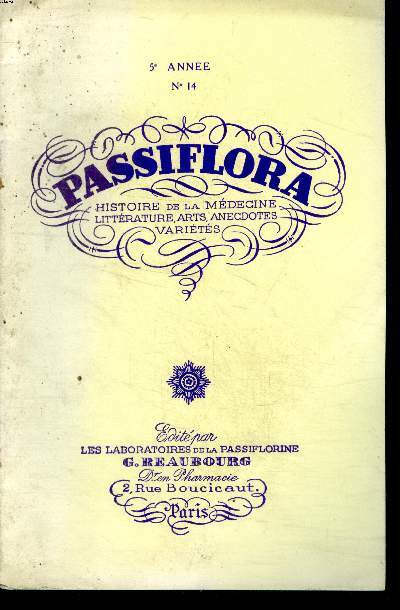 5e ANNEE
No 14
PASSIFLORA
HISTOIRE DE LA MÉDECINE
LITTÉRATURE, ARTS, ANECDOTES
VARIÉTÉS
Edité par
LES LABORATOIRES DE LA PASSIFLORINE
G. REAUBOURG
Dr en Pharmacie
2, Rue Boucicaut.
Paris